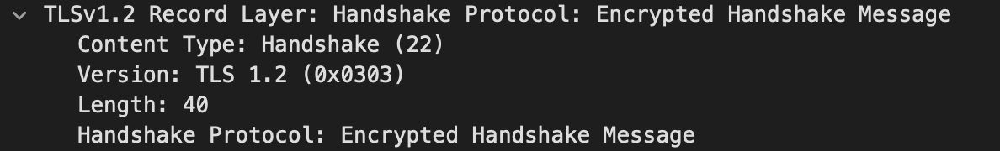 TLSv1.2 Record Layer: Handshake Protocol: Encrypted Handshake Message
Content Type: Handshake (22)
Version: TLS 1.2 (0x0303)
Length: 40
Handshake Protocol: Encrypted Handshake Message